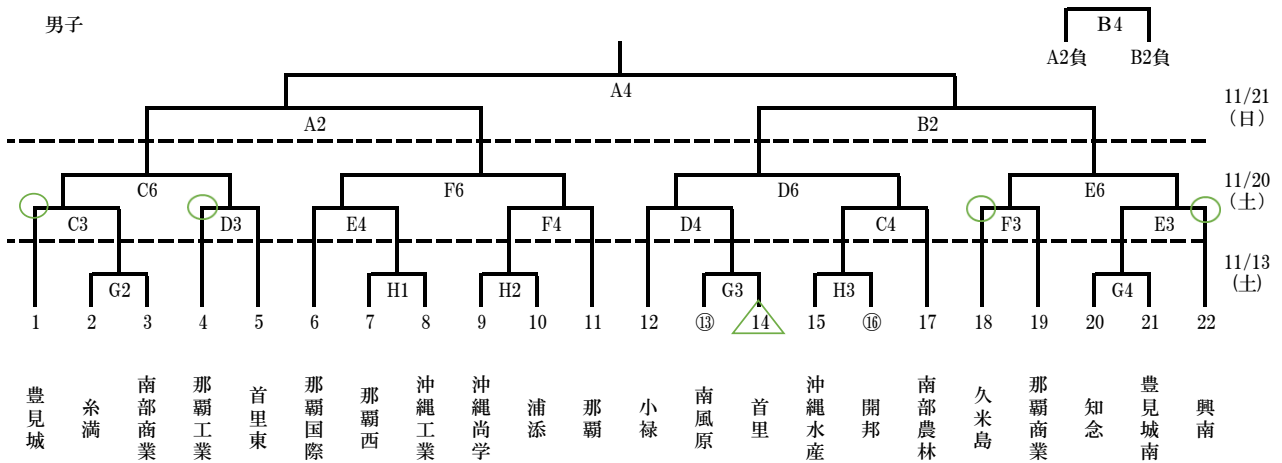 男子
B4
A2負 B2負
A4
11/21
（日）
A2 B2
C6 F6 D6 E6
11/20
（土）
C3 D3 E4 F4 D4 C4 F3 E3
11/13
(土)
G2 H1 H2 G3 H3 G4
1 2 3 4 5 6 7 8 9 10 11 12 ⑬ 14 15 ⑯ 17 18 19 20 21 22
豊見城
糸満
南部商業
那覇工業
首里東
那覇国際
那覇西
沖縄工業
沖縄尚学
浦添
那覇
小禄
南風原
首里
沖縄水産
開邦
南部農林
久米島
那覇商業
知念
豊見城南
興南